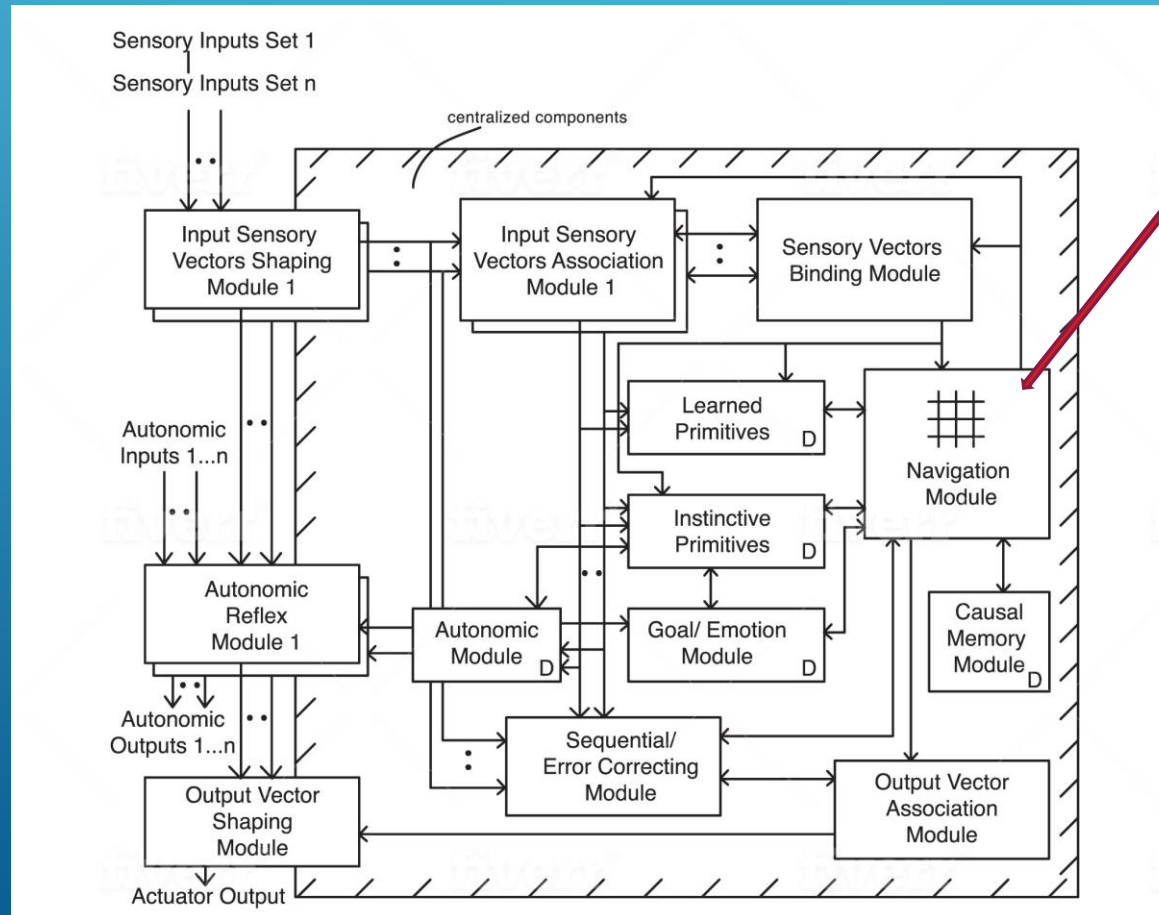 Sensory Inputs Set 1
Sensory Inputs Set n
centralized components
Input Sensory
Vectors Shaping
Module 1
Input Sensory
Vectors Association
Module 1
Sensory Vectors
Binding Module
Learned
Primitives
D
Navigation
Module
Autonomic
Inputs 1...n
Instinctive
Primitives
D
Autonomic
Reflex
Module 1
Autonomic
Module
D
Goal/ Emotion
Module
D
Causal
Memory
Module
D
Autonomic
Outputs 1...n
Sequential/
Error Correcting
Module
Output Vector
Shaping
Module
Output Vector
Association
Module
Actuator Output